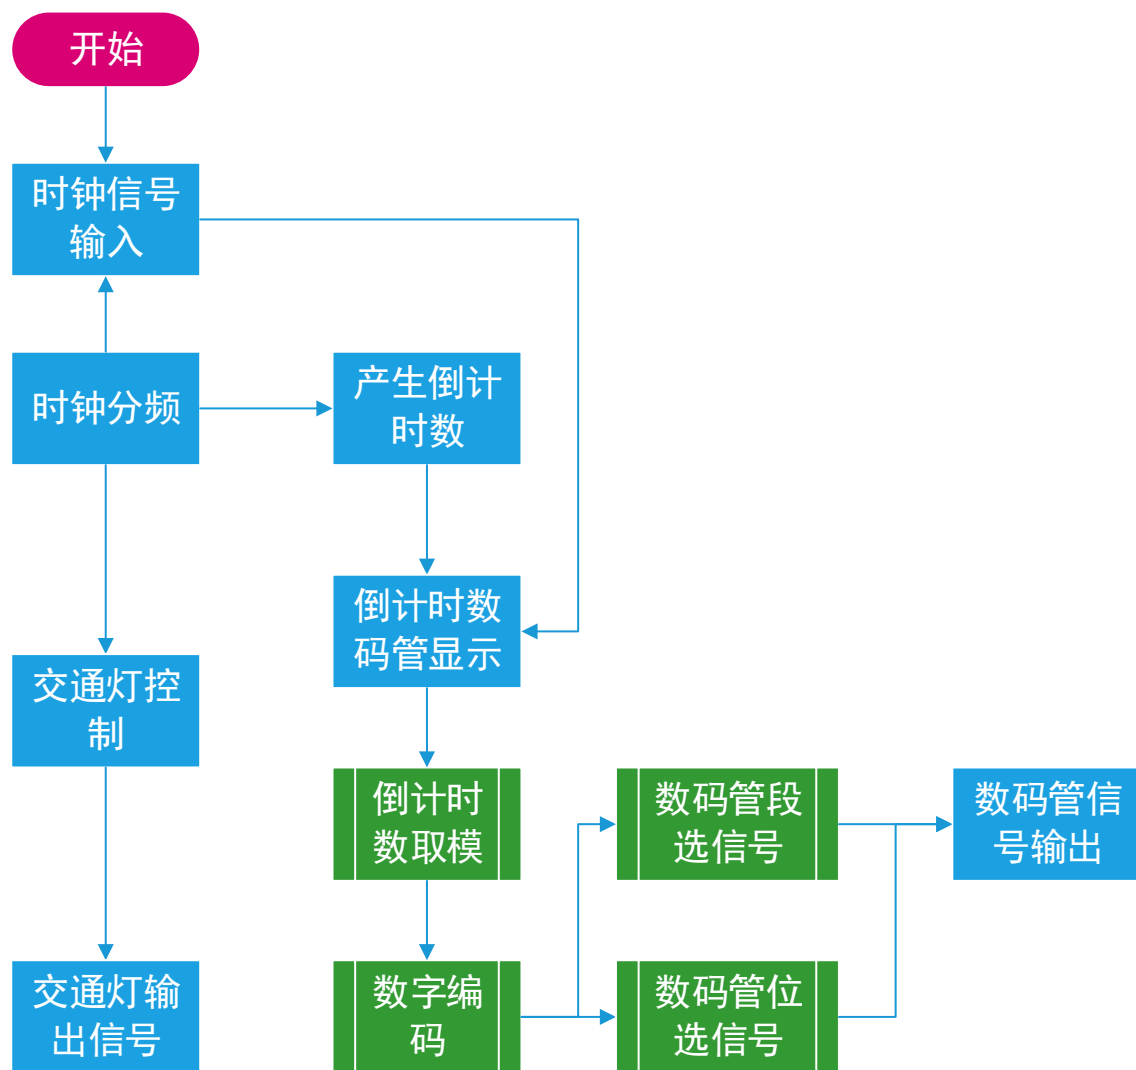 开始
时钟信号
输入
时钟分频
产生倒计
时数
倒计时数
码管显示
交通灯控
制
倒计时
数取模
数码管段
选信号
数码管信
号输出
交通灯输
出信号
数字编
码
数码管位
选信号